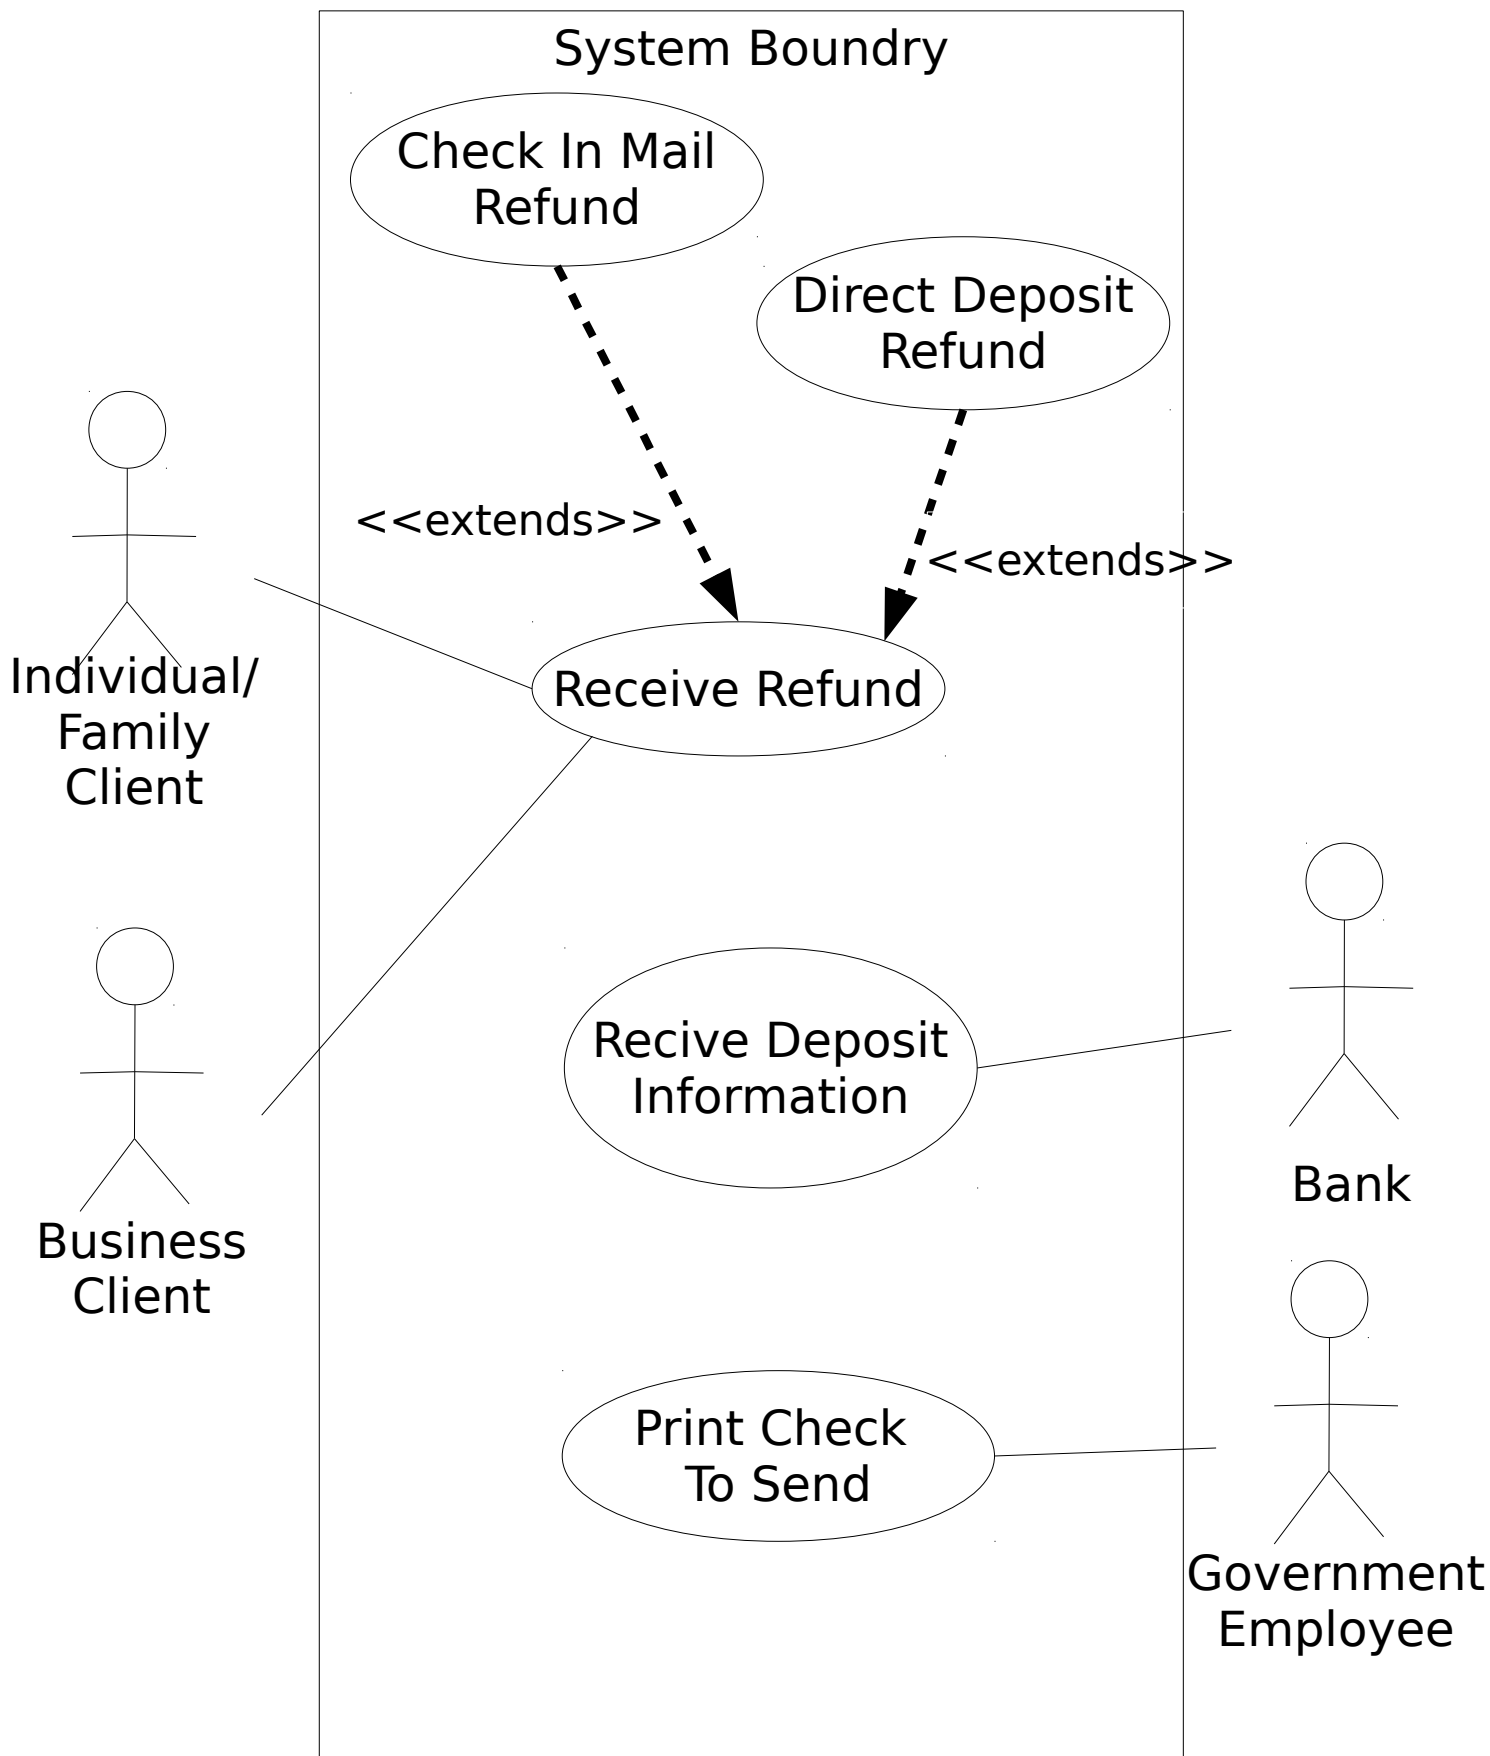 System Boundry
Check In Mail
Refund
Direct Deposit
Refund
<<extends>>
<<extends>>
Individual/
Family
Client
Receive Refund
Recive Deposit
Information
Bank
Business
Client
Print Check
To Send
Government
Employee